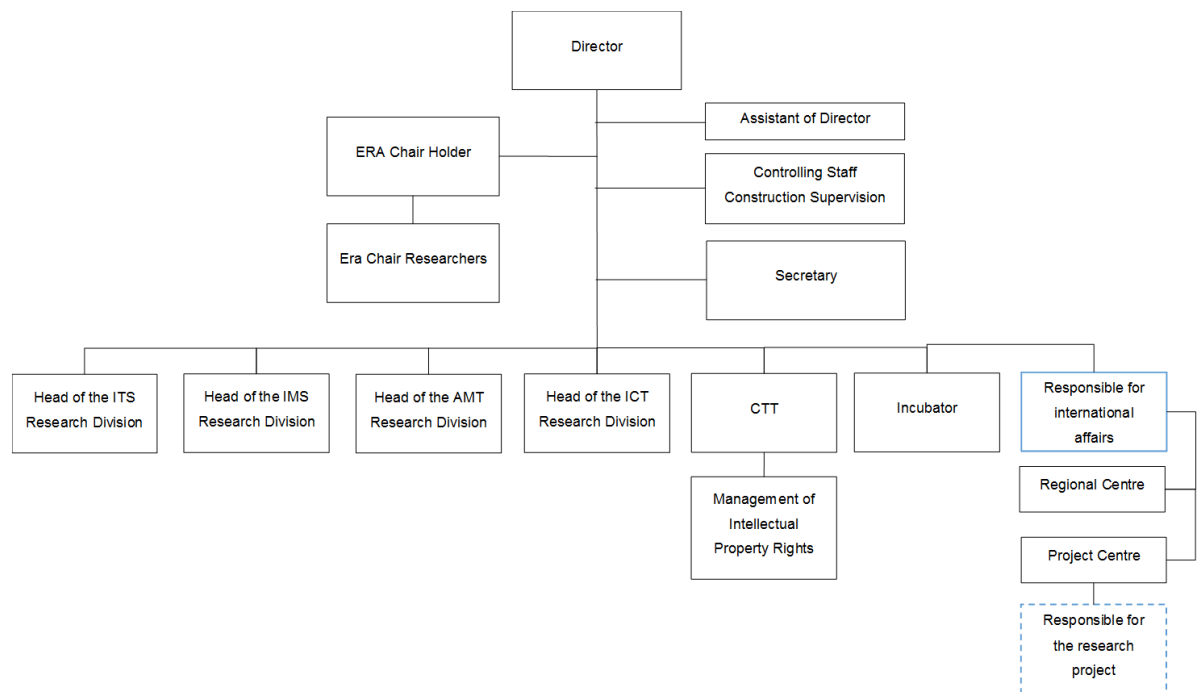 Director
Assistant of Director
ERA Chair Holder
Controlling Staff
Construction Supervision
Era Chair Researchers
Secretary
Head of the ITS
Research Division
Head of the IMS
Research Division
Head of the AMT
Research Division
Head of the ICT
Research Division
CTT
Incubator
Responsible for
international
affairs
Management of
Intellectual
Property Rights
Regional Centre
Project Centre
Responsible for
the research
project